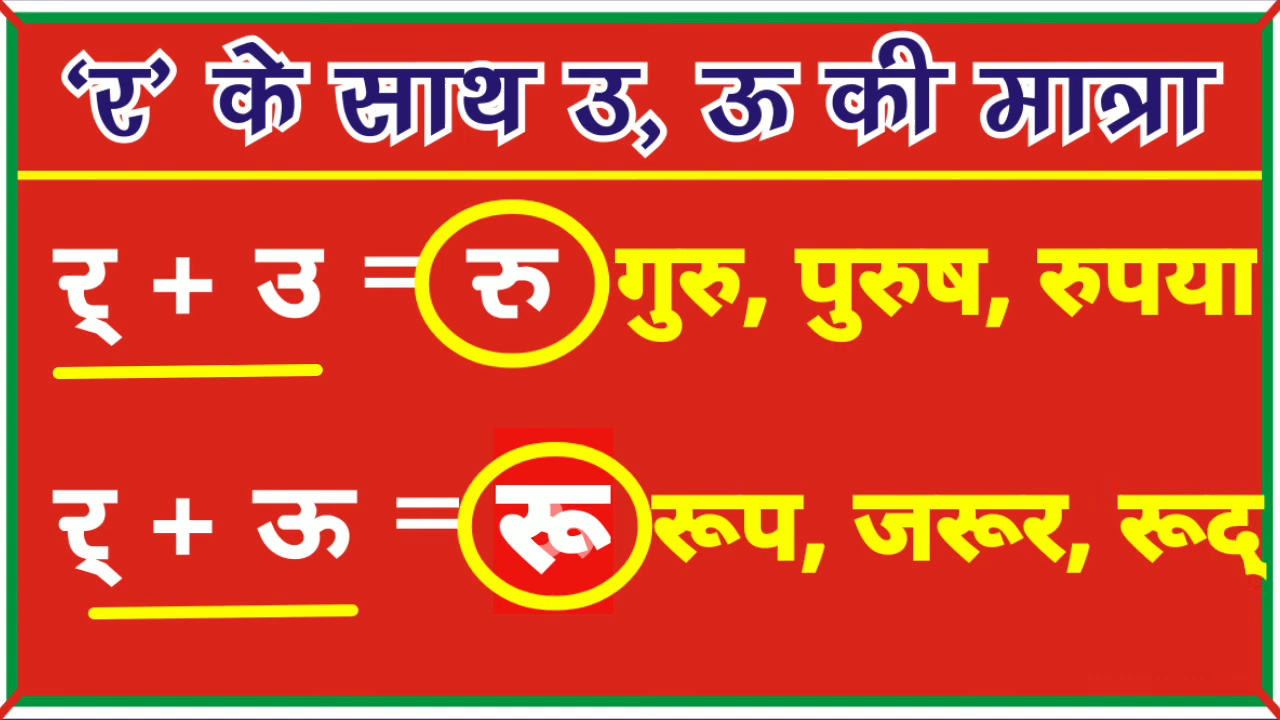 ‘र’ के साथ उ, ऊ की मात्रा
र् + उ = रु गुरु, पुरुष, रुपया
र् + ऊ = रू रूप, जरूर, रूद्